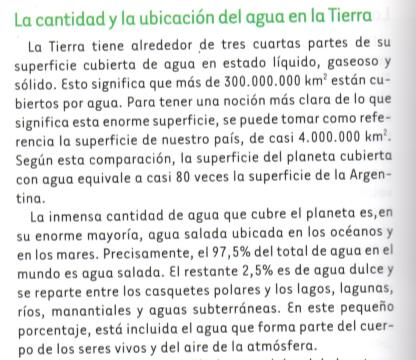 La cantidad y la ubicación del agua en la Tierra
La Tierra tiene alrededor de tres cuartas partes de su
superficie cubierta de agua en estado líquido, gaseoso y
sólido. Esto significa que más de 300.000.000 km² están cu-
biertos por agua. Para tener una noción más clara de lo que
significa esta enorme superficie, se puede tomar como refe-
rencia la superficie de nuestro país, de casi 4.000.000 km².
Según esta comparación, la superficie del planeta cubierta
con agua equivale a casi 80 veces la superficie de la Argen-
tina.
La inmensa cantidad de agua que cubre el planeta es, en
su enorme mayoría, agua salada ubicada en los océanos y
en los mares. Precisamente, el 97,5% del total de agua en el
mundo es agua salada. El restante 2,5% es de agua dulce y
se reparte entre los casquetes polares y los lagos, lagunas,
ríos, manantiales y aguas subterráneas. En este pequeño
porcentaje, está incluida el agua que forma parte del cuer-
po de los seres vivos y del aire de la atmósfera.